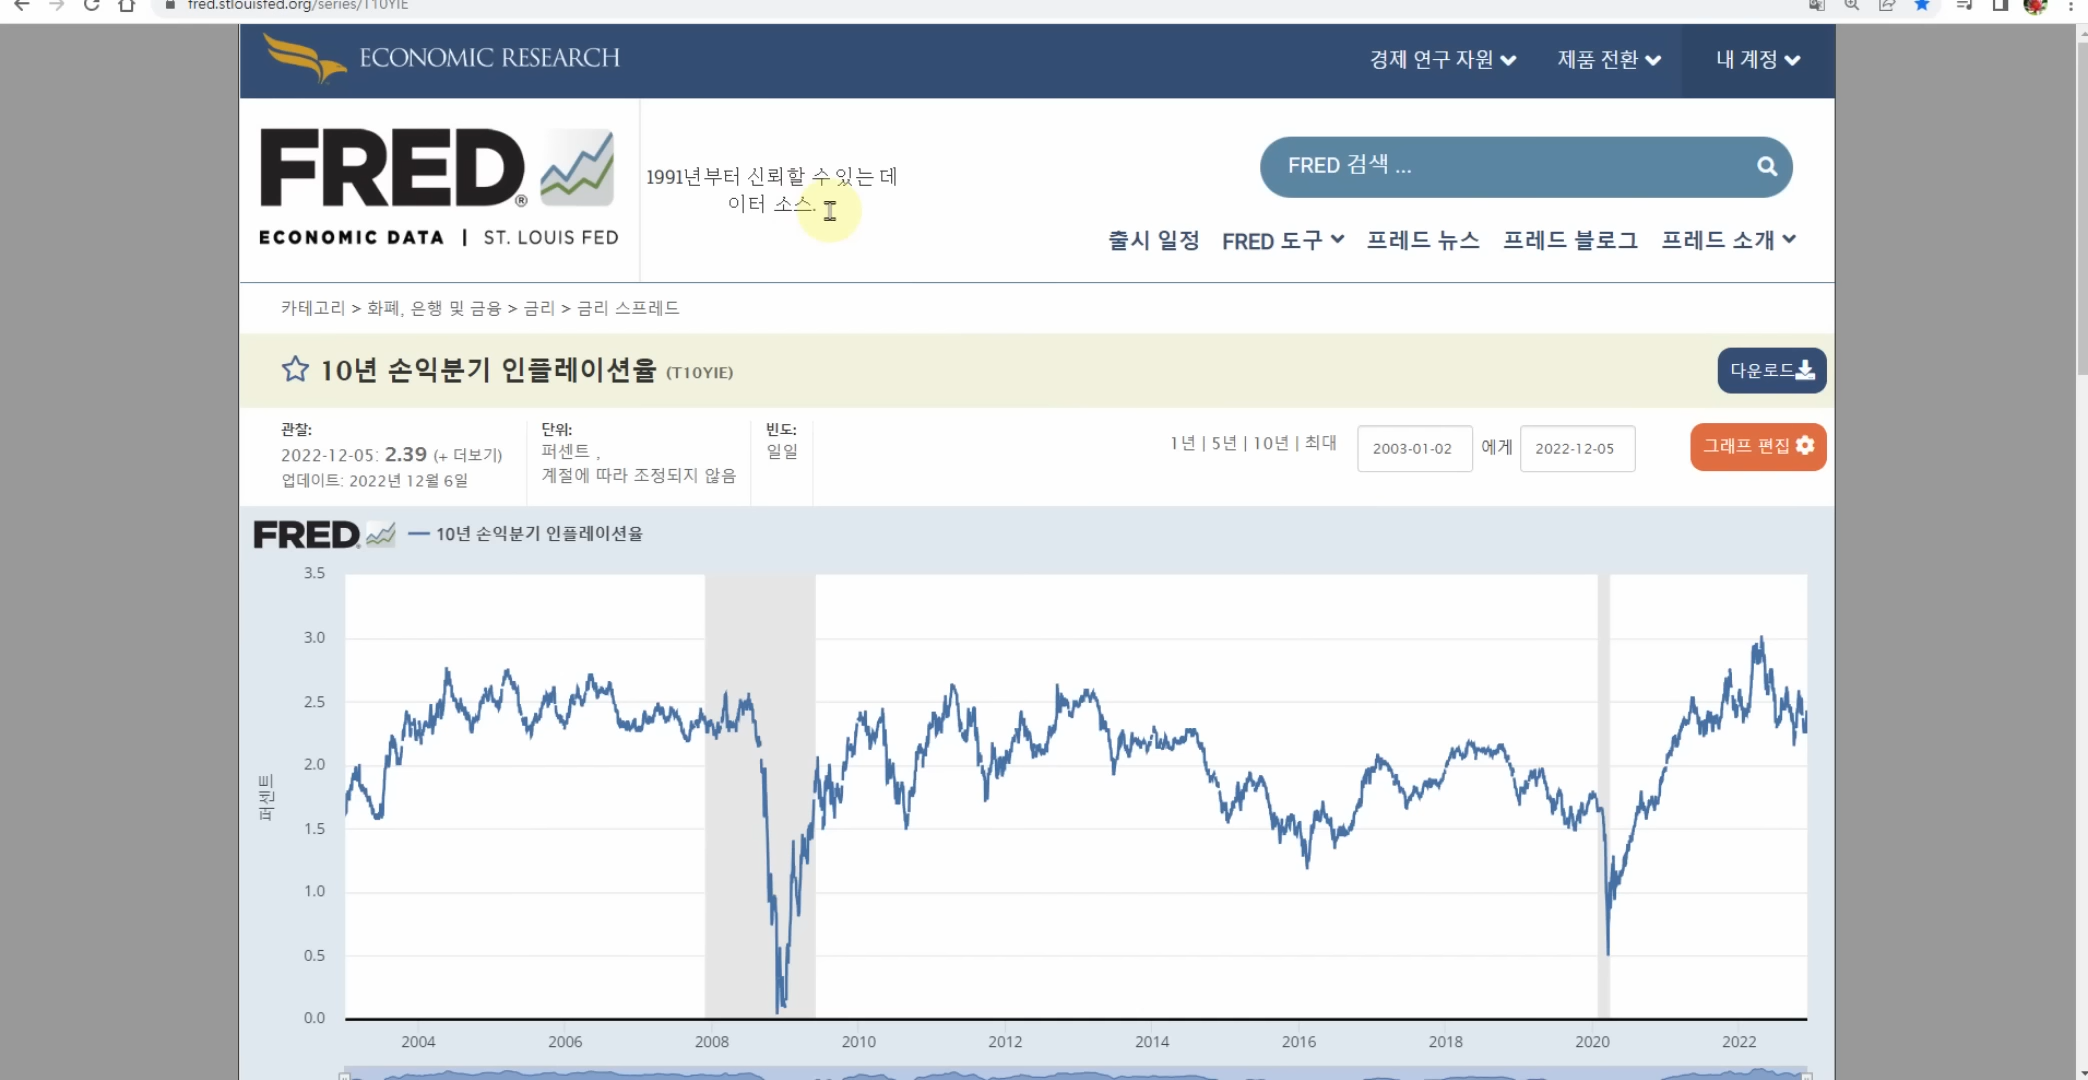 fred.stlouisfed.org/series/T10YIE
ECONOMIC RESEARCH
경제 연구 자원
제품 전환
내 계정
FRED®
ECONOMIC DATA | ST. LOUIS FED
1991년부터 신뢰할 수 있는 데
이터 소스.
FRED 검색 ...
출시 일정
FRED 도구
프레드 뉴스
프레드 블로그
프레드 소개
카테고리 > 화폐, 은행 및 금융 > 금리 > 금리 스프레드
10년 손익분기 인플레이션율 (T10YIE)
다운로드
관찰:
2022-12-05: 2.39 (+ 더보기)
업데이트: 2022년 12월 6일
단위:
퍼센트 ,
계절에 따라 조정되지 않음
빈도:
일일
1년 | 5년 | 10년 | 최대
2003-01-02
에게
2022-12-05
그래프 편집
FRED®
10년 손익분기 인플레이션율
3.5
3.0
2.5
2.0
1.5
1.0
0.5
0.0
퍼센트
2004
2006
2008
2010
2012
2014
2016
2018
2020
2022